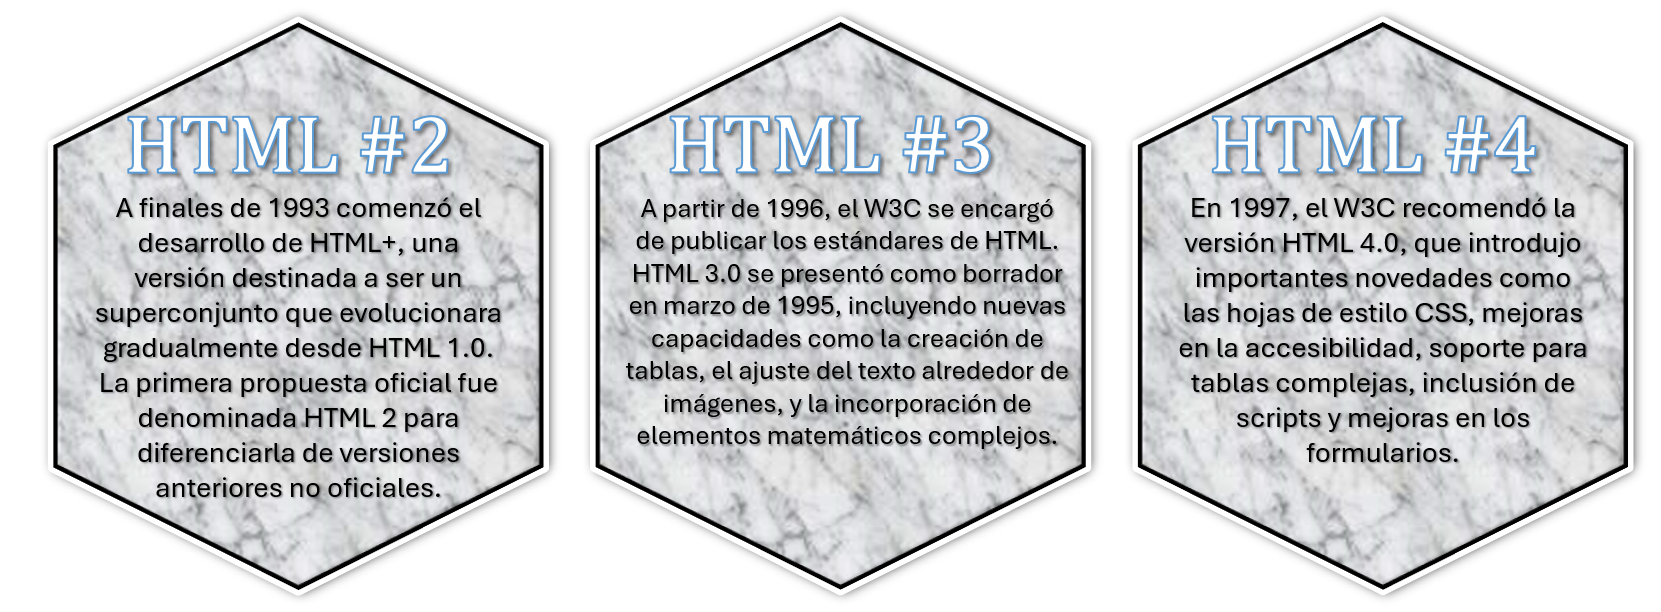 HTML #2
A finales de 1993 comenzó el
desarrollo de HTML+, una
versión destinada a ser un
superconjunto que evolucionara
gradualmente desde HTML 1.0.
La primera propuesta oficial fue
denominada HTML 2 para
diferenciarla de versiones
anteriores no oficiales.
HTML #3
A partir de 1996, el W3C se encargó
de publicar los estándares de HTML.
HTML 3.0 se presentó como borrador
en marzo de 1995, incluyendo nuevas
capacidades como la creación de
tablas, el ajuste del texto alrededor de
imágenes, y la incorporación de
elementos matemáticos complejos.
HTML #4
En 1997, el W3C recomendó la
versión HTML 4.0, que introdujo
importantes novedades como
las hojas de estilo CSS, mejoras
en la accesibilidad, soporte para
tablas complejas, inclusión de
scripts y mejoras en los
formularios.